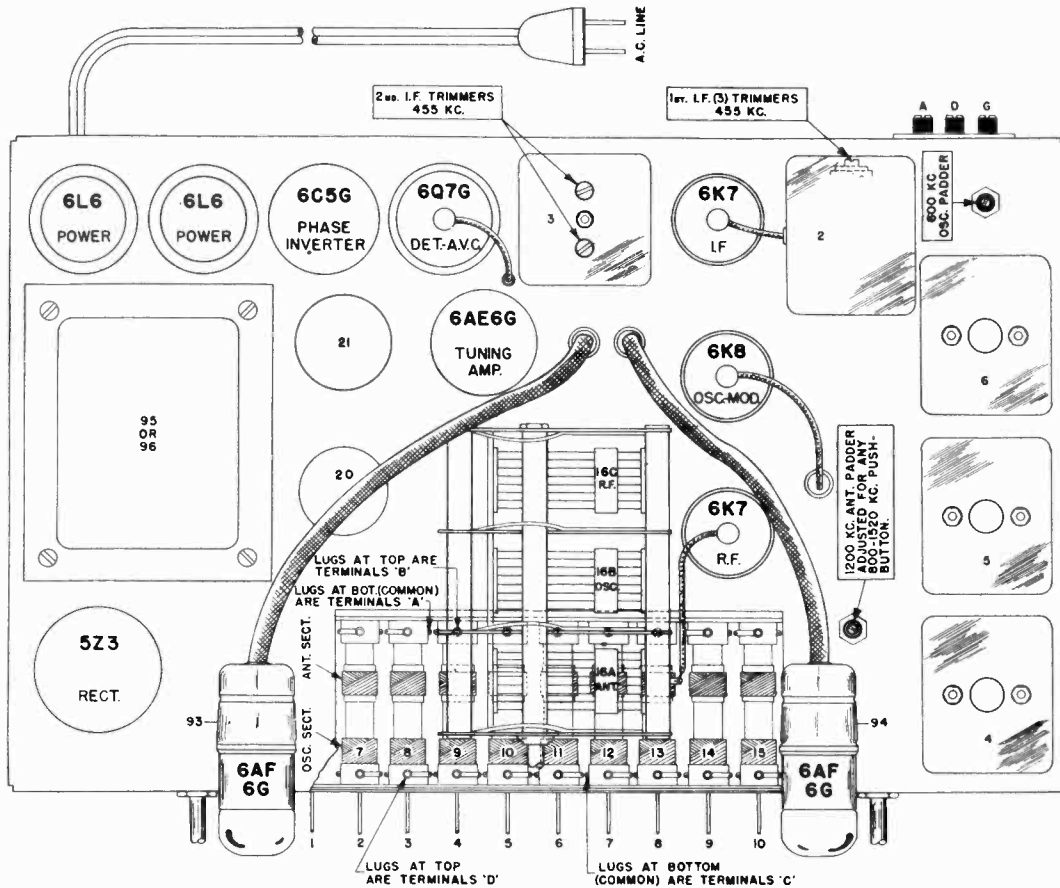 A.C. LINE
2ND. I.F. TRIMMERS
455 KC.
1ST. I.F.(3) TRIMMERS
455 KC.
A D G
600 KC
OSC. PADDER
6L6
POWER
6L6
POWER
6C5G
PHASE
INVERTER
6Q7G
DET.-A.V.C.
3
6K7
I.F
2
21
6AE6G
TUNING
AMP.
6K8
OSC-MOD.
6
95
OR
96
20
16C
R.F.
6K7
R.F.
1200 KC. ANT. PADDER
ADJUSTED FOR ANY
800-1520 KC. PUSH-
BUTTON.
5
LUGS AT TOP ARE
TERMINALS 'B'
LUGS AT BOT.(COMMON)
ARE TERMINALS 'A'
16B
OSC.
5Z3
RECT.
ANT. SECT.
16A
ANT.
OSC. SECT.
93
94
4
7 8 9 10 11 12 13 14 15
6AF
6G
6AF
6G
1 2 3 4 5 6 7 8 9 10
LUGS AT TOP
ARE TERMINALS 'D'
LUGS AT BOTTOM
(COMMON) ARE TERMINALS 'C'